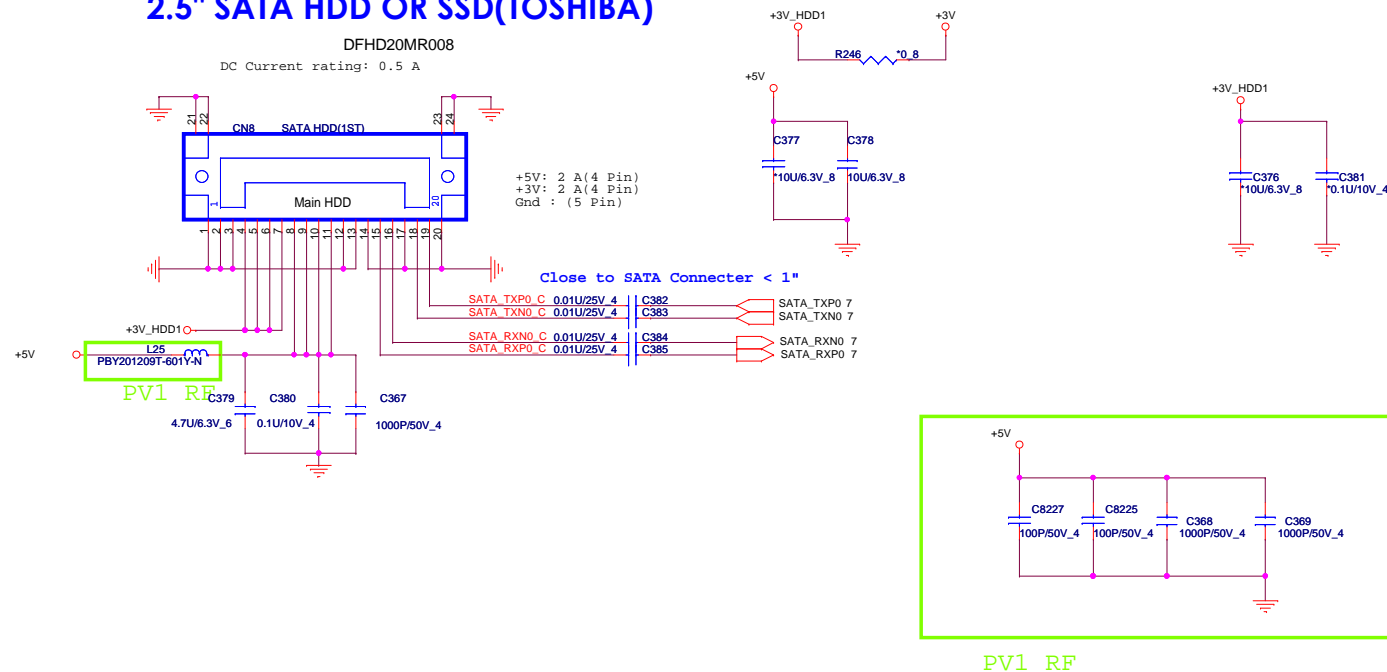 2.5" SATA HDD OR SSD(TOSHIBA)
DFHD20MR008
DC Current rating: 0.5 A
21
22
23
24
CN8 SATA HDD(1ST)
1
20
Main HDD
1
2
3
4
5
6
7
8
9
10
11
12
13
14
15
16
17
18
19
20
+5V: 2 A(4 Pin)
+3V: 2 A(4 Pin)
Gnd : (5 Pin)
+3V_HDD1
+3V
R246 *0_8
+5V
C377
*10U/6.3V_8
C378
10U/6.3V_8
+3V_HDD1
C376
*10U/6.3V_8
C381
*0.1U/10V_4
Close to SATA Connecter < 1"
SATA_TXP0_C 0.01U/25V_4 C382 SATA_TXP0 7
SATA_TXN0_C 0.01U/25V_4 C383 SATA_TXN0 7
SATA_RXN0_C 0.01U/25V_4 C384 SATA_RXN0 7
SATA_RXP0_C 0.01U/25V_4 C385 SATA_RXP0 7
+3V_HDD1
+5V
L25
PBY201209T-601Y-N
PV1 RF
C379
4.7U/6.3V_6
C380
0.1U/10V_4
C367
1000P/50V_4
+5V
C8227
100P/50V_4
C8225
100P/50V_4
C368
1000P/50V_4
C369
1000P/50V_4
PV1 RF